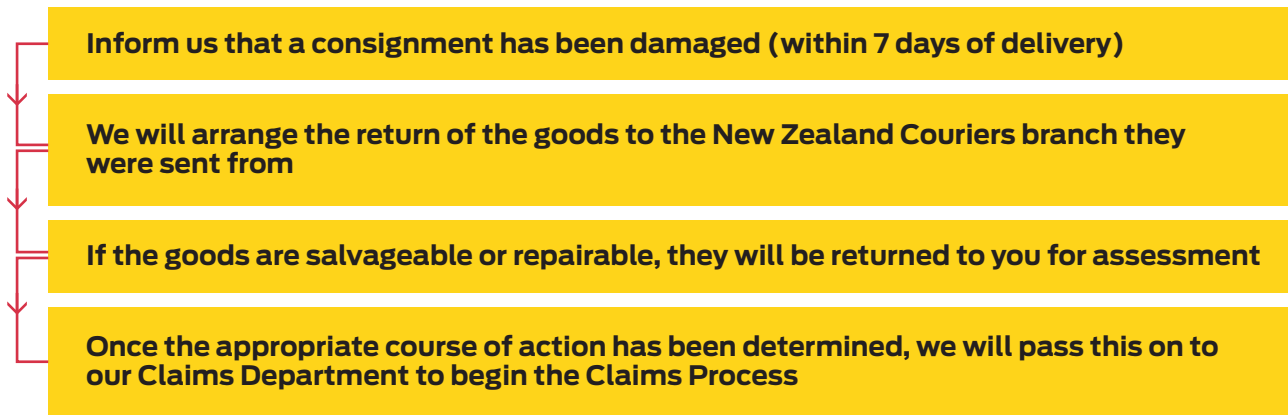 Inform us that a consignment has been damaged (within 7 days of delivery)
We will arrange the return of the goods to the New Zealand Couriers branch they
were sent from
If the goods are salvageable or repairable, they will be returned to you for assessment
Once the appropriate course of action has been determined, we will pass this on to
our Claims Department to begin the Claims Process